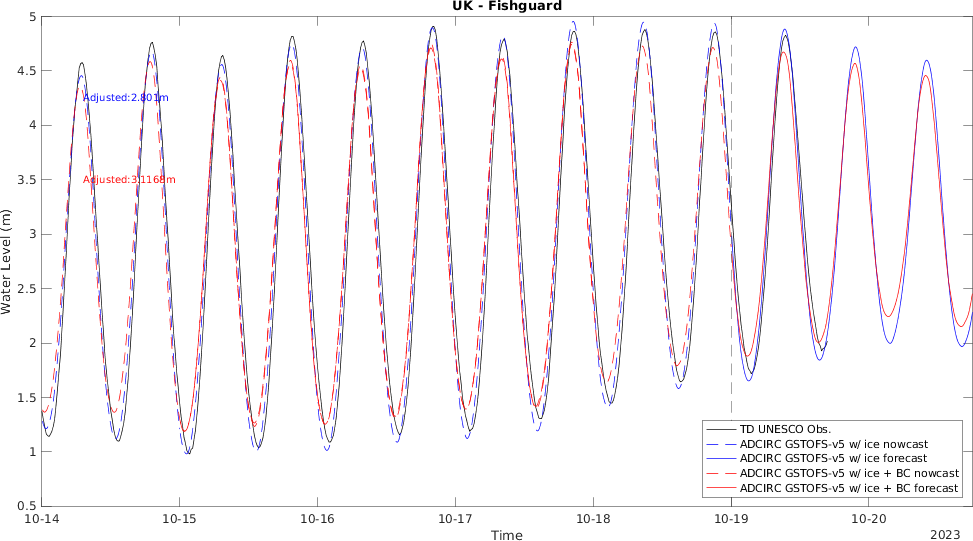 UK - Fishguard
5
4.5
4
3.5
3
2.5
2
1.5
1
0.5
Water Level (m)
Adjusted:2.801m
Adjusted:3.1168m
TD UNESCO Obs.
ADCIRC GSTOFS-v5 w/ ice nowcast
ADCIRC GSTOFS-v5 w/ ice forecast
ADCIRC GSTOFS-v5 w/ ice + BC nowcast
ADCIRC GSTOFS-v5 w/ ice + BC forecast
10-14 10-15 10-16 10-17 10-18 10-19 10-20
Time
2023